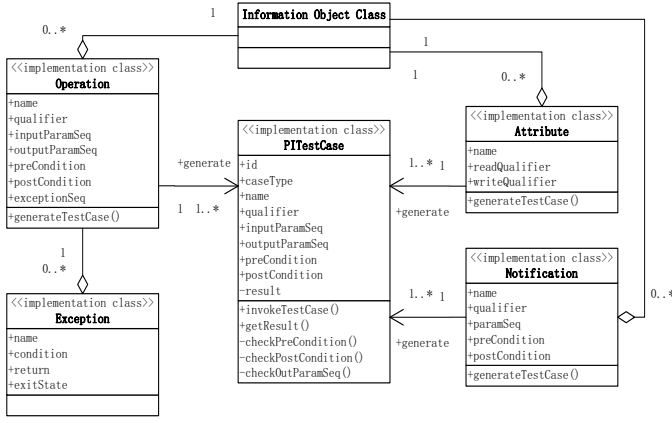 1
Information Object Class
0..*
1
1
0..*
<<implementation class>>
Operation
+name
+qualifier
+inputParamSeq
+outputParamSeq
+preCondition
+postCondition
+exceptionSeq
+generateTestCase()
+generate
1 1..*
<<implementation class>>
PITestCase
+id
+caseType
+name
+qualifier
+inputParamSeq
+outputParamSeq
+preCondition
+postCondition
-result
+invokeTestCase()
+getResult()
-checkPreCondition()
-checkPostCondition()
-checkOutParamSeq()
<<implementation class>>
Attribute
+name
+readQualifier
+writeQualifier
+generateTestCase()
1..* 1
+generate
1
0..*
<<implementation class>>
Exception
+name
+condition
+return
+exitState
<<implementation class>>
Notification
+name
+qualifier
+paramSeq
+preCondition
+postCondition
+generateTestCase()
1..* 1
+generate
0..*